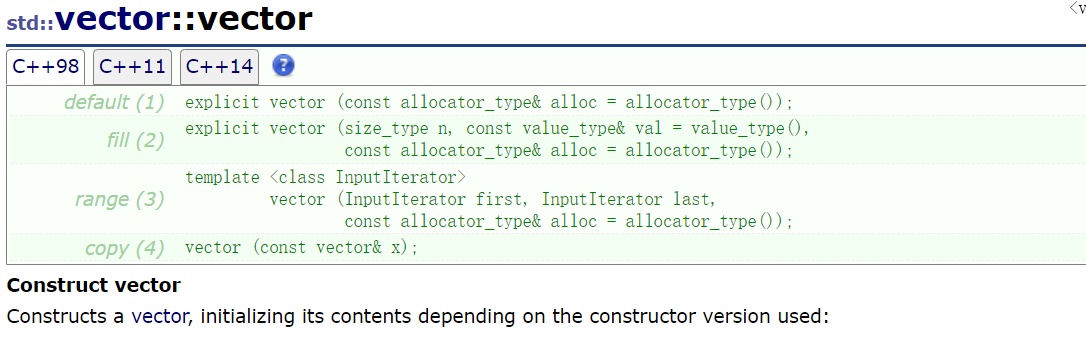 std::vector::vector
<v
C++98 C++11 C++14 ?
default (1) explicit vector (const allocator_type& alloc = allocator_type());
fill (2) explicit vector (size_type n, const value_type& val = value_type(),
const allocator_type& alloc = allocator_type());
template <class InputIterator>
range (3) vector (InputIterator first, InputIterator last,
const allocator_type& alloc = allocator_type());
copy (4) vector (const vector& x);
Construct vector
Constructs a vector, initializing its contents depending on the constructor version used: